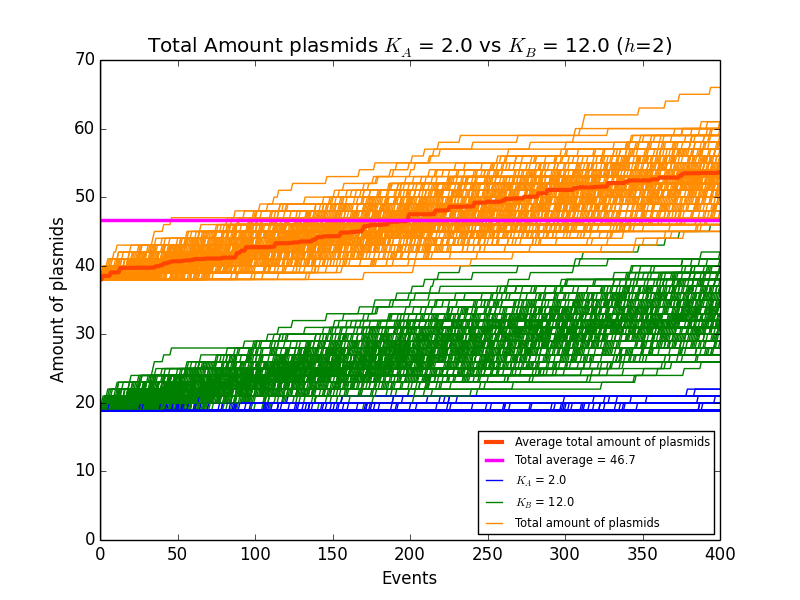 Total Amount plasmids K_A = 2.0 vs K_B = 12.0 (h=2)
70
60
50
40
30
20
10
0
Amount of plasmids
Average total amount of plasmids
Total average = 46.7
K_A = 2.0
K_B = 12.0
Total amount of plasmids
0 50 100 150 200 250 300 350 400
Events